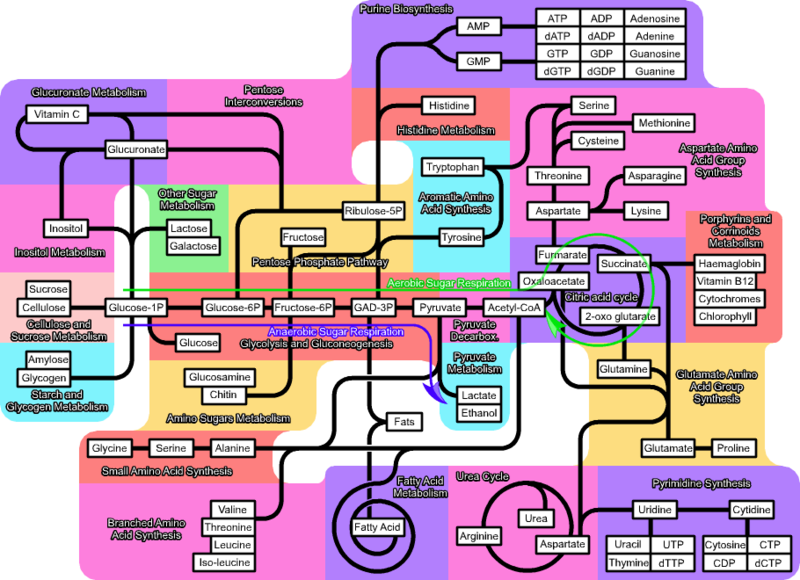 Purine Biosynthesis
AMP
GMP
ATP ADP Adenosine
dATP dADP Adenine
GTP GDP Guanosine
dGTP dGDP Guanine
Glucuronate Metabolism
Vitamin C
Glucuronate
Pentose
Interconversions
Histidine
Histidine Metabolism
Serine
Methionine
Cysteine
Threonine
Asparagine
Aspartate
Lysine
Aspartate Amino
Acid Group
Synthesis
Tryptophan
Aromatic Amino
Acid Synthesis
Tyrosine
Inositol
Inositol Metabolism
Other Sugar
Metabolism
Lactose
Galactose
Ribulose-5P
Fructose
Pentose Phosphate Pathway
Porphyrins and
Corrinoids
Metabolism
Haemaglobin
Vitamin B12
Cytochromes
Chlorophyll
Furmarate
Succinate
Oxaloacetate
Citric acid cycle
2-oxo glutarate
Aerobic Sugar Respiration
Sucrose
Cellulose
Cellulose and
Sucrose Metabolism
Glucose-1P
Glucose-6P
Fructose-6P
GAD-3P
Pyruvate
Acetyl-CoA
Anaerobic Sugar Respiration
Glycolysis and Gluconeogenesis
Pyruvate
Decarbox.
Glucose
Amylose
Glycogen
Starch and
Glycogen Metabolism
Glucosamine
Chitin
Amino Sugars Metabolism
Pyruvate
Metabolism
Lactate
Ethanol
Glutamine
Glutamate Amino
Acid Group
Synthesis
Glutamate
Proline
Fats
Glycine
Serine
Alanine
Small Amino Acid Synthesis
Branched Amino
Acid Synthesis
Valine
Threonine
Leucine
Iso-leucine
Fatty Acid
Metabolism
Fatty Acid
Urea Cycle
Arginine
Urea
Aspartate
Pyrimidine Synthesis
Uridine
Cytidine
Uracil UTP
Thymine dTTP
Cytosine CTP
CDP dCTP